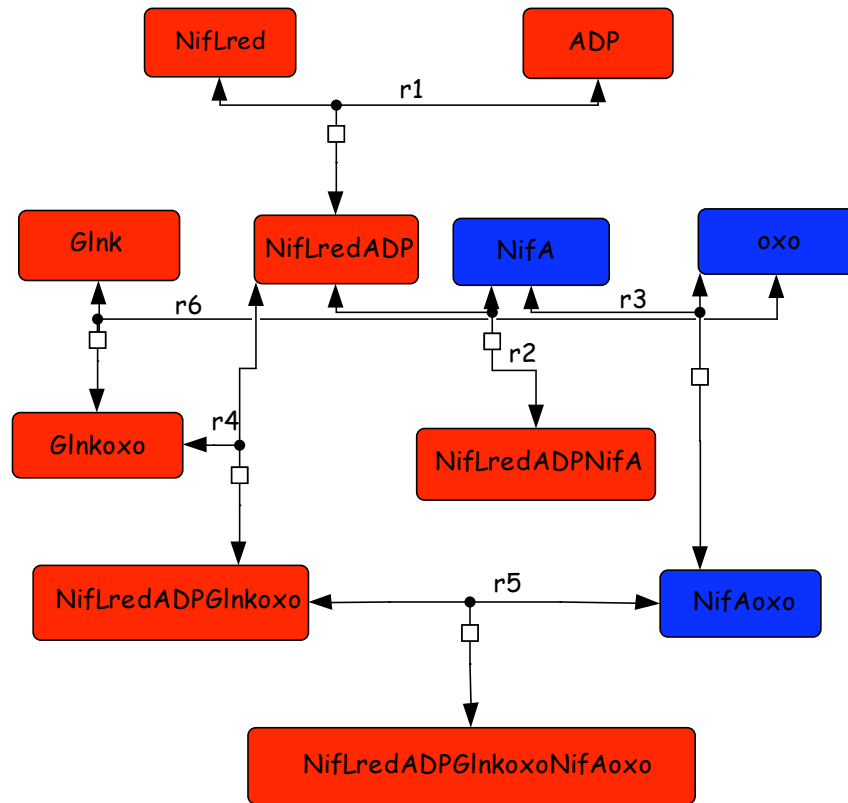 NifLred
ADP
r1
Glnk
NifLredADP
NifA
oxo
r6
r3
r2
Glnkoxo
r4
NifLredADPNifA
NifLredADPGlnkoxo
r5
NifAoxo
NifLredADPGlnkoxoNifAoxo